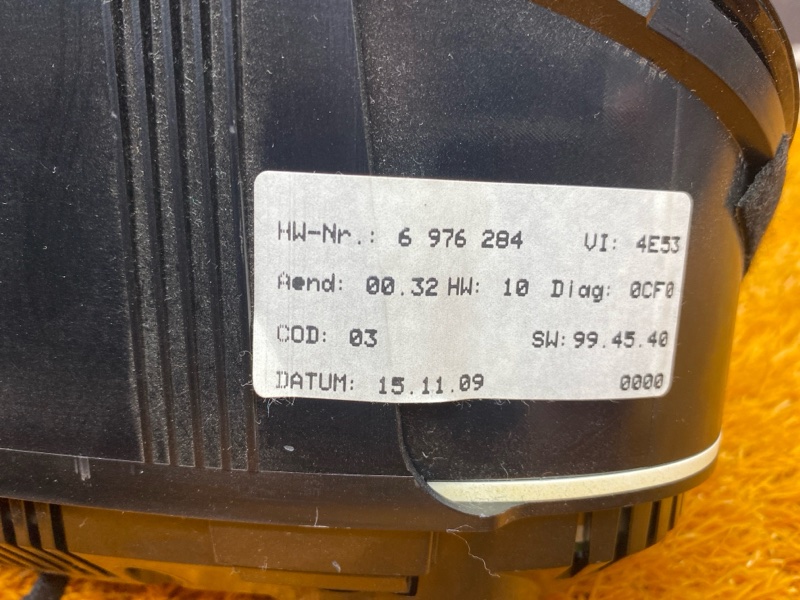 HW-Nr.: 6 976 284 VI: 4E53
Aend: 00.32 HW: 10 Diag: 0CF0
COD: 03 SW: 99.45.40
DATUM: 15.11.09 0000